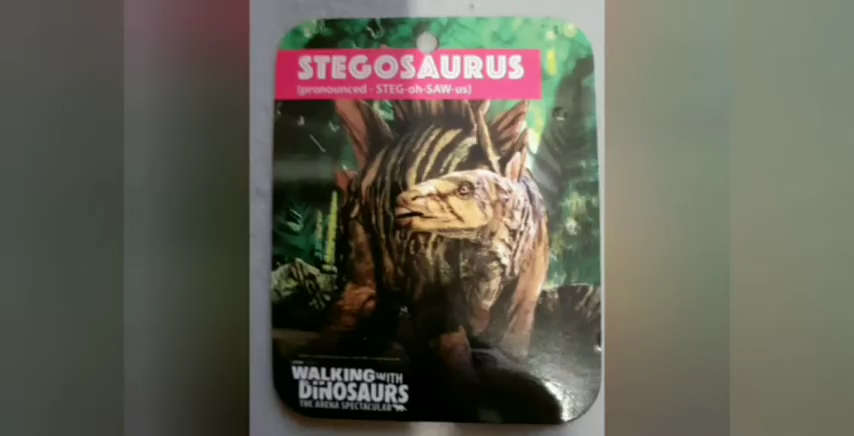 STEGOSAURUS
(pronounced - STEG-oh-SAW-us)
WALKING WITH
DINOSAURS
THE ARENA SPECTACULAR